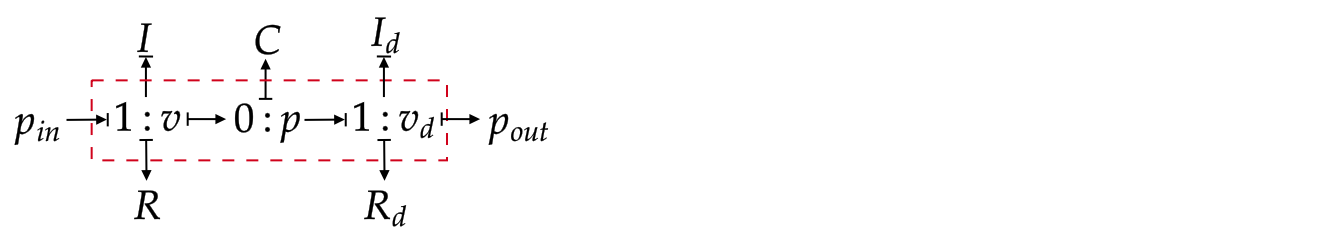 I C I_d
p_in 1 : v 0 : p 1 : v_d p_out
R R_d